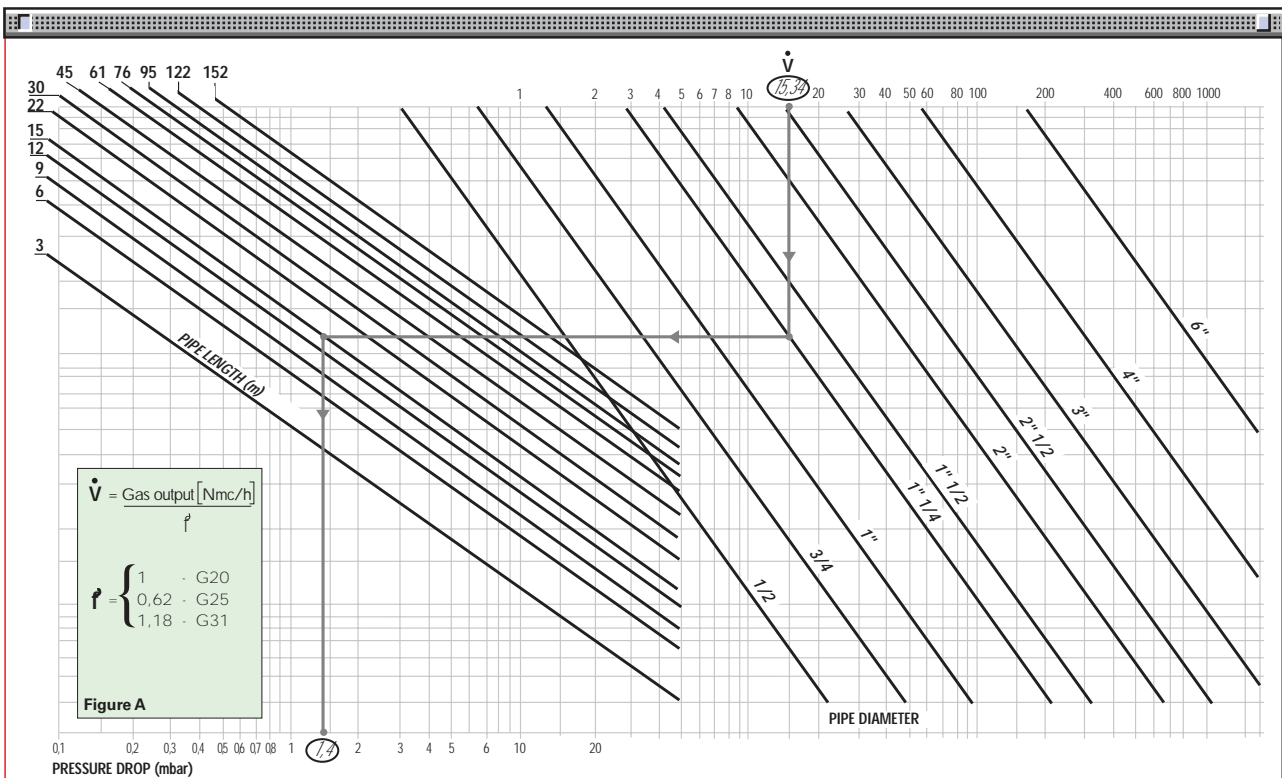 45 61 76 95 122 152
30
22
15
12
9
6
3
V̇
15,34
1 2 3 4 5 6 7 8 10 20 30 40 50 60 80 100 200 400 600 800 1000
PIPE LENGTH (m)
6"
4"
3"
2" 1/2
2"
1" 1/2
1" 1/4
1"
3/4
1/2
V̇ = Gas output [Nmc/h]
f
f = { 1 - G20
0,62 - G25
1,18 - G31
Figure A
PIPE DIAMETER
0,1 0,2 0,3 0,4 0,5 0,6 0,7 0,8 1 1,4 2 3 4 5 6 10 20
PRESSURE DROP (mbar)